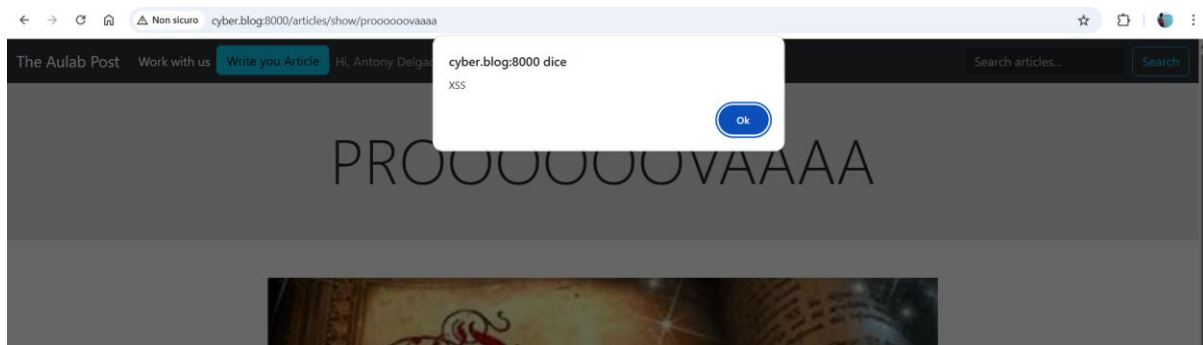 Non sicuro cyber.blog:8000/articles/show/proooooovaaaa
The Aulab Post Work with us Write you Article Hi, Antony Search articles... Search
cyber.blog:8000 dice
XSS
Ok
PROOOOOOVAAAA